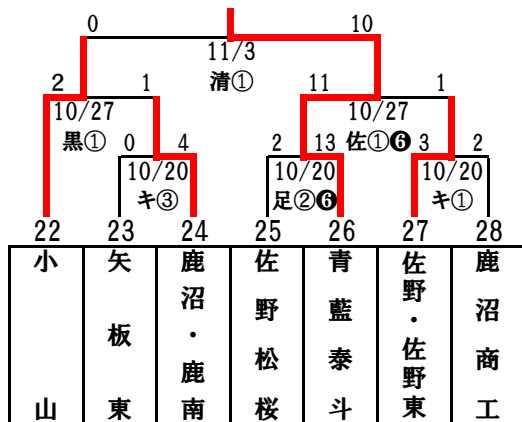 0 10
11/3
清①
2 1 11 1
10/27 10/27
黒① 佐①❻
0 4 2 13 3 2
10/20 10/20 10/20
キ③ 足②❻ キ①
22 23 24 25 26 27 28
小山
矢板東
鹿沼・鹿南
佐野松桜
青藍泰斗
佐野・佐野東
鹿沼商工